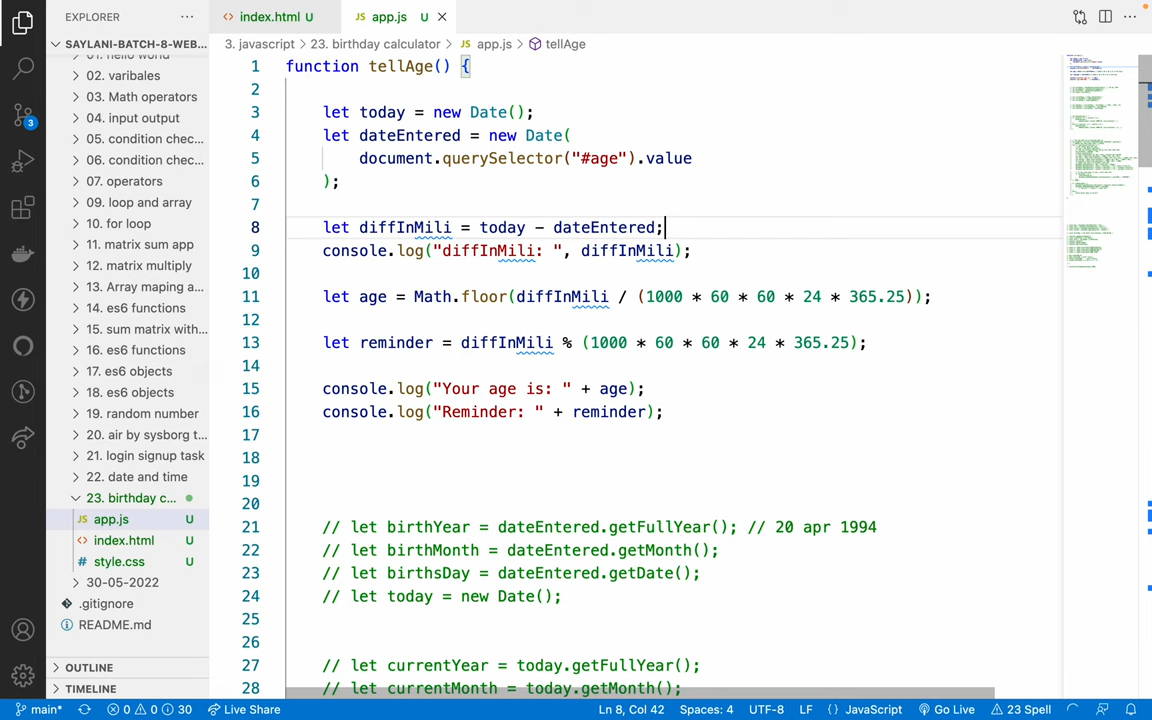 EXPLORER
SAYLANI-BATCH-8-WEB...
01. hello world
02. varibales
03. Math operators
04. input output
05. condition chec...
06. condition chec...
07. operators
09. loop and array
10. for loop
11. matrix sum app
12. matrix multiply
13. Array maping a...
14. es6 functions
15. sum matrix with...
16. es6 functions
17. es6 objects
18. es6 objects
19. random number
20. air by sysborg t...
21. login signup task
22. date and time
23. birthday c...
JS app.js U
<> index.html U
# style.css U
30-05-2022
.gitignore
README.md
OUTLINE
TIMELINE
3
<> index.html U
JS app.js U
3. javascript > 23. birthday calculator > JS app.js > tellAge
1 function tellAge() {
2
3 let today = new Date();
4 let dateEntered = new Date(
5 document.querySelector("#age").value
6 );
7
8 let diffInMili = today - dateEntered;
9 console.log("diffInMili: ", diffInMili);
10
11 let age = Math.floor(diffInMili / (1000 * 60 * 60 * 24 * 365.25));
12
13 let reminder = diffInMili % (1000 * 60 * 60 * 24 * 365.25);
14
15 console.log("Your age is: " + age);
16 console.log("Reminder: " + reminder);
17
18
19
20
21 // let birthYear = dateEntered.getFullYear(); // 20 apr 1994
22 // let birthMonth = dateEntered.getMonth();
23 // let birthsDay = dateEntered.getDate();
24 // let today = new Date();
25
26
27 // let currentYear = today.getFullYear();
28 // let currentMonth = today.getMonth();
main* 0 0 30 Live Share Ln 8, Col 42 Spaces: 4 UTF-8 LF {} JavaScript Go Live 23 Spell